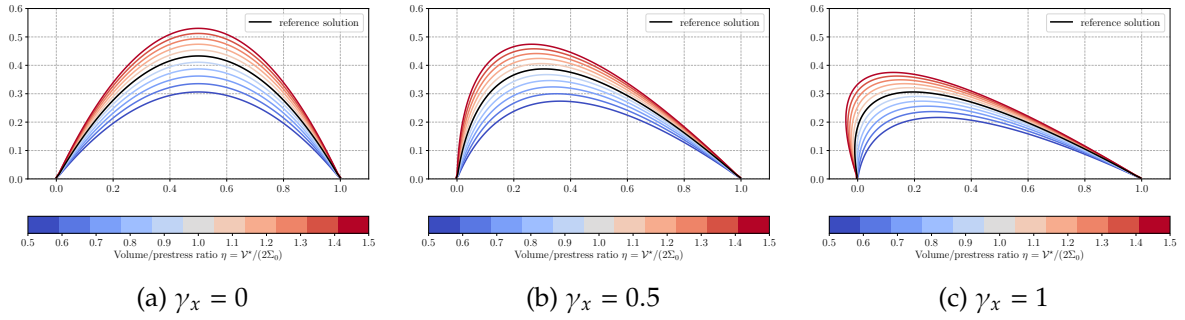 0.6
0.5
0.4
0.3
0.2
0.1
0.0
0.0 0.2 0.4 0.6 0.8 1.0
reference solution
0.5 0.6 0.7 0.8 0.9 1.0 1.1 1.2 1.3 1.4 1.5
Volume/prestress ratio η = 𝒱*/(2Σ₀)
(a) γₓ = 0
0.6
0.5
0.4
0.3
0.2
0.1
0.0
0.0 0.2 0.4 0.6 0.8 1.0
reference solution
0.5 0.6 0.7 0.8 0.9 1.0 1.1 1.2 1.3 1.4 1.5
Volume/prestress ratio η = 𝒱*/(2Σ₀)
(b) γₓ = 0.5
0.6
0.5
0.4
0.3
0.2
0.1
0.0
0.0 0.2 0.4 0.6 0.8 1.0
reference solution
0.5 0.6 0.7 0.8 0.9 1.0 1.1 1.2 1.3 1.4 1.5
Volume/prestress ratio η = 𝒱*/(2Σ₀)
(c) γₓ = 1